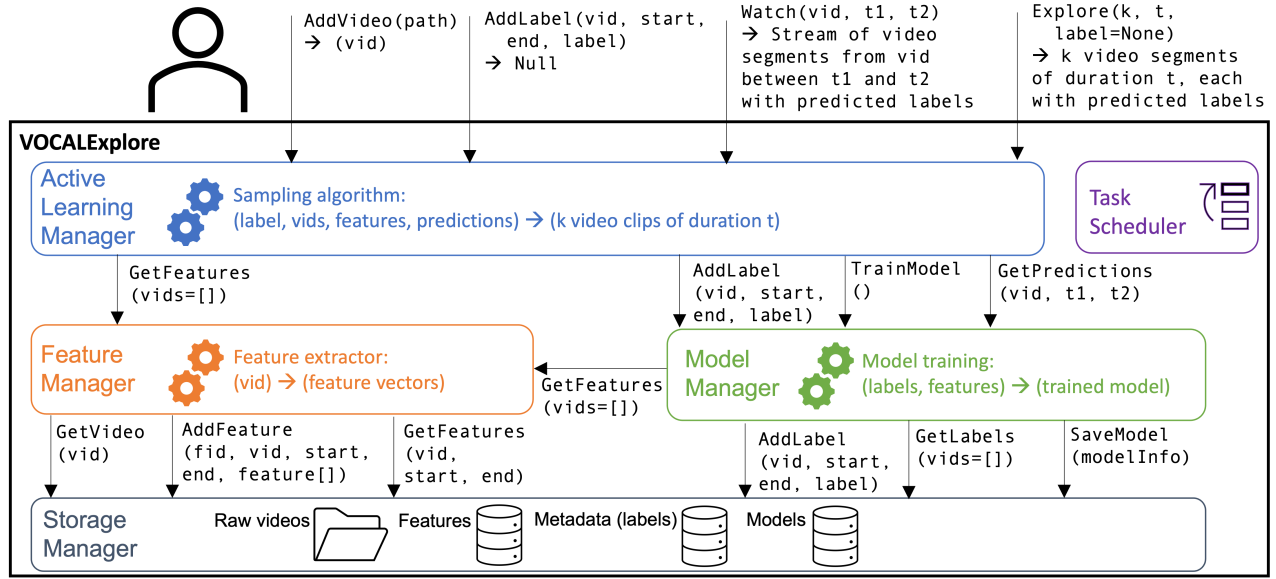 AddVideo(path)
→ (vid)
AddLabel(vid, start,
end, label)
→ Null
Watch(vid, t1, t2)
→ Stream of video
segments from vid
between t1 and t2
with predicted labels
Explore(k, t,
label=None)
→ k video segments
of duration t, each
with predicted labels
VOCALExplore
Active
Learning
Manager
Sampling algorithm:
(label, vids, features, predictions) → (k video clips of duration t)
Task
Scheduler
GetFeatures
(vids=[])
AddLabel
(vid, start,
end, label)
TrainModel
()
GetPredictions
(vid, t1, t2)
Feature
Manager
Feature extractor:
(vid) → (feature vectors)
GetFeatures
(vids=[])
Model
Manager
Model training:
(labels, features) → (trained model)
GetVideo
(vid)
AddFeature
(fid, vid, start,
end, feature[])
GetFeatures
(vid,
start, end)
AddLabel
(vid, start,
end, label)
GetLabels
(vids=[])
SaveModel
(modelInfo)
Storage
Manager
Raw videos
Features
Metadata (labels)
Models